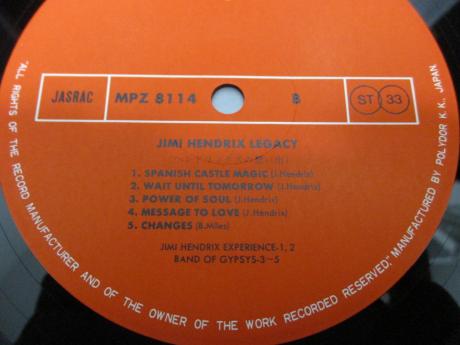 JASRAC MPZ 8114 B ST 33
JIMI HENDRIX LEGACY
1. SPANISH CASTLE MAGIC (J.Hendrix)
2. WAIT UNTIL TOMORROW (J.Hendrix)
3. POWER OF SOUL (J.Hendrix)
4. MESSAGE TO LOVE (J.Hendrix)
5. CHANGES (B.Miles)
JIMI HENDRIX EXPERIENCE-1, 2
BAND OF GYPSYS-3~5
"ALL RIGHTS OF THE RECORD MANUFACTURER AND OF THE OWNER OF THE WORK RECORDED RESERVED." MANUFACTURED BY POLYDOR K.K., JAPAN.